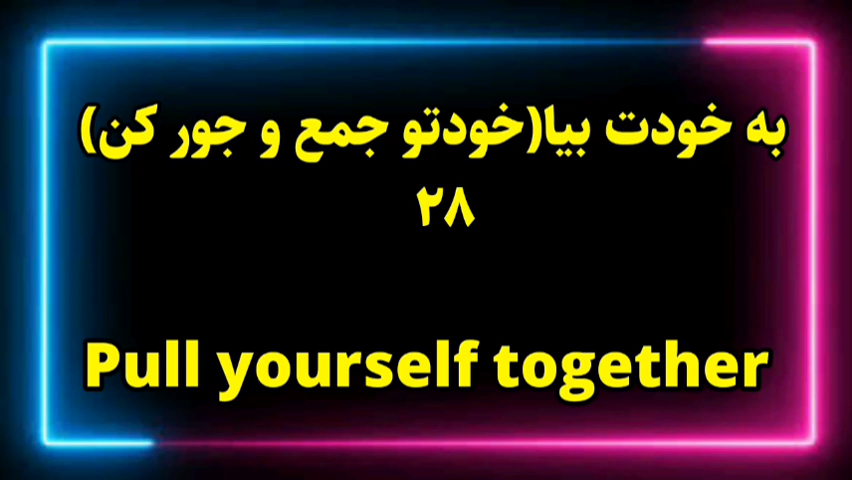 به خودت بیا(خودتو جمع و جور کن)
۲۸
Pull yourself together